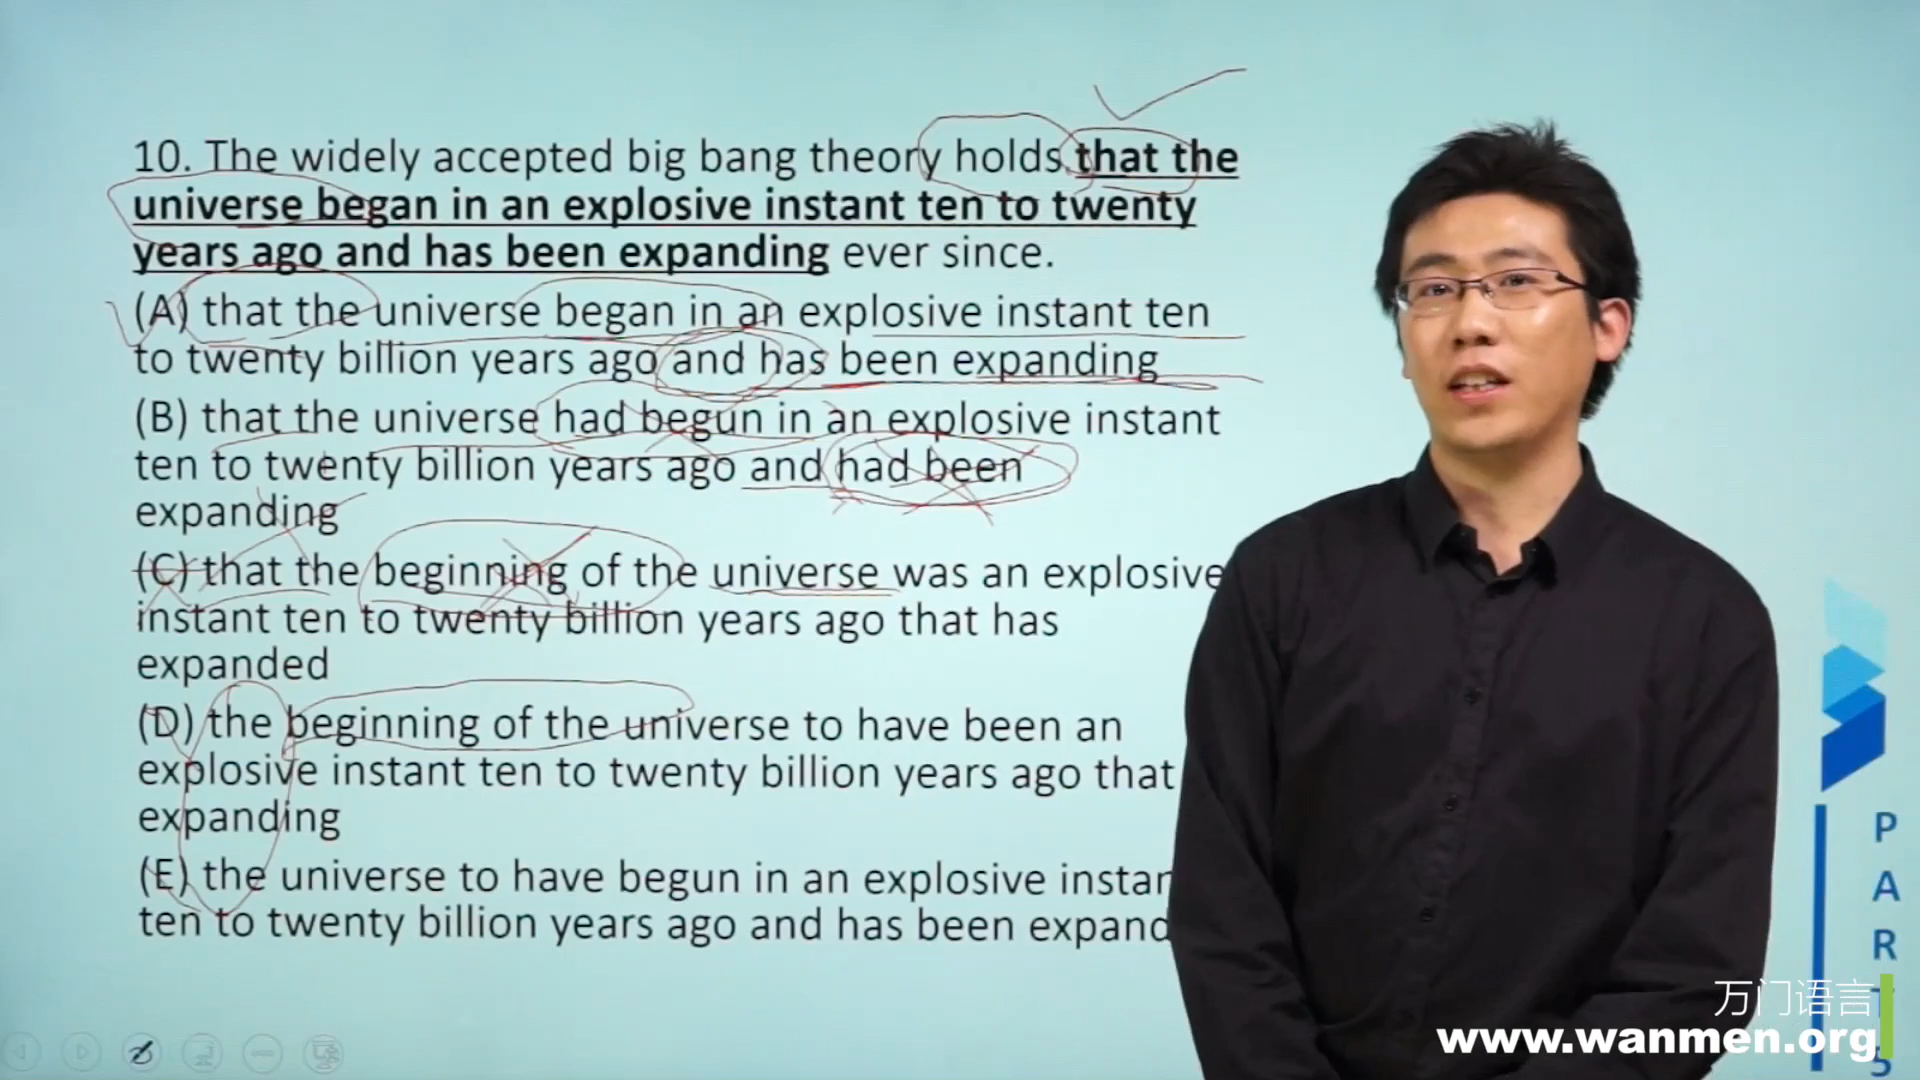 10. The widely accepted big bang theory holds that the
universe began in an explosive instant ten to twenty
years ago and has been expanding ever since.
(A) that the universe began in an explosive instant ten
to twenty billion years ago and has been expanding
(B) that the universe had begun in an explosive instant
ten to twenty billion years ago and had been
expanding
(C) that the beginning of the universe was an explosive
instant ten to twenty billion years ago that has
expanded
(D) the beginning of the universe to have been an
explosive instant ten to twenty billion years ago that
expanding
(E) the universe to have begun in an explosive instan
ten to twenty billion years ago and has been expand
P
A
R
T
5
万门语言
www.wanmen.org